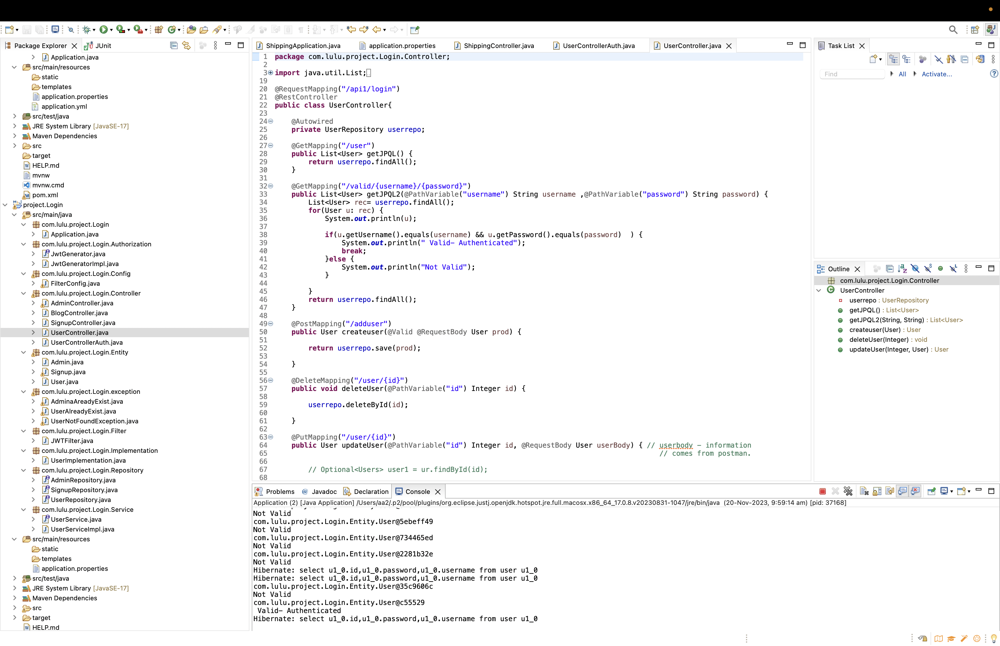 Package Explorer
JUnit
Application.java
src/main/resources
static
templates
application.properties
application.yml
src/test/java
JRE System Library [JavaSE-17]
Maven Dependencies
src
target
HELP.md
mvnw
mvnw.cmd
pom.xml
project.Login
src/main/java
com.lulu.project.Login
Application.java
com.lulu.project.Login.Authorization
JwtGenerator.java
JwtGeneratorImpl.java
com.lulu.project.Login.Config
FilterConfig.java
com.lulu.project.Login.Controller
AdminController.java
BlogController.java
SignupController.java
UserController.java
UserControllerAuth.java
com.lulu.project.Login.Entity
Admin.java
Signup.java
User.java
com.lulu.project.Login.exception
AdminaAreadyExist.java
UserAlreadyExist.java
UserNotFoundException.java
com.lulu.project.Login.Filter
JWTFilter.java
com.lulu.project.Login.Implementation
UserImplementation.java
com.lulu.project.Login.Repository
AdminRepository.java
SignupRepository.java
UserRepository.java
com.lulu.project.Login.Service
UserService.java
UserServiceImpl.java
src/main/resources
static
templates
application.properties
src/test/java
JRE System Library [JavaSE-17]
Maven Dependencies
src
target
HELP.md
ShippingApplication.java
application.properties
ShippingController.java
UserControllerAuth.java
UserController.java
1 package com.lulu.project.Login.Controller;
2
3 import java.util.List;
19
20 @RequestMapping("/api1/login")
21 @RestController
22 public class UserController{
23
24 @Autowired
25 private UserRepository userrepo;
26
27 @GetMapping("/user")
28 public List<User> getJPQL() {
29 return userrepo.findAll();
30 }
31
32 @GetMapping("/valid/{username}/{password}")
33 public List<User> getJPQL2(@PathVariable("username") String username ,@PathVariable("password") String password) {
34 List<User> rec= userrepo.findAll();
35 for(User u: rec) {
36 System.out.println(u);
37
38 if(u.getUsername().equals(username) && u.getPassword().equals(password)  ) {
39 System.out.println(" Valid- Authenticated");
40 break;
41 }else {
42 System.out.println("Not Valid");
43 }
44
45 }
46 return userrepo.findAll();
47 }
48
49 @PostMapping("/adduser")
50 public User createuser(@Valid @RequestBody User prod) {
51
52 return userrepo.save(prod);
53
54 }
55
56 @DeleteMapping("/user/{id}")
57 public void deleteUser(@PathVariable("id") Integer id) {
58
59 userrepo.deleteById(id);
60
61 }
62
63 @PutMapping("/user/{id}")
64 public User updateUser(@PathVariable("id") Integer id, @RequestBody User userBody) { // userbody – information
65 // comes from postman.
66
67 // Optional<Users> user1 = ur.findById(id);
68
Problems
@ Javadoc
Declaration
Console
Application (2) [Java Application] /Users/aa2/.p2/pool/plugins/org.eclipse.justj.openjdk.hotspot.jre.full.macosx.x86_64_17.0.8.v20230831-1047/jre/bin/java (20-Nov-2023, 9:59:14 am) [pid: 37168]
Not Valid
com.lulu.project.Login.Entity.User@5ebeff49
Not Valid
com.lulu.project.Login.Entity.User@734465ed
Not Valid
com.lulu.project.Login.Entity.User@2281b32e
Not Valid
Hibernate: select u1_0.id,u1_0.password,u1_0.username from user u1_0
Hibernate: select u1_0.id,u1_0.password,u1_0.username from user u1_0
com.lulu.project.Login.Entity.User@35c9606c
Not Valid
com.lulu.project.Login.Entity.User@c55529
Valid- Authenticated
Hibernate: select u1_0.id,u1_0.password,u1_0.username from user u1_0
Task List
Find
All
Activate...
Outline
com.lulu.project.Login.Controller
UserController
userrepo : UserRepository
getJPQL() : List<User>
getJPQL2(String, String) : List<User>
createuser(User) : User
deleteUser(Integer) : void
updateUser(Integer, User) : User